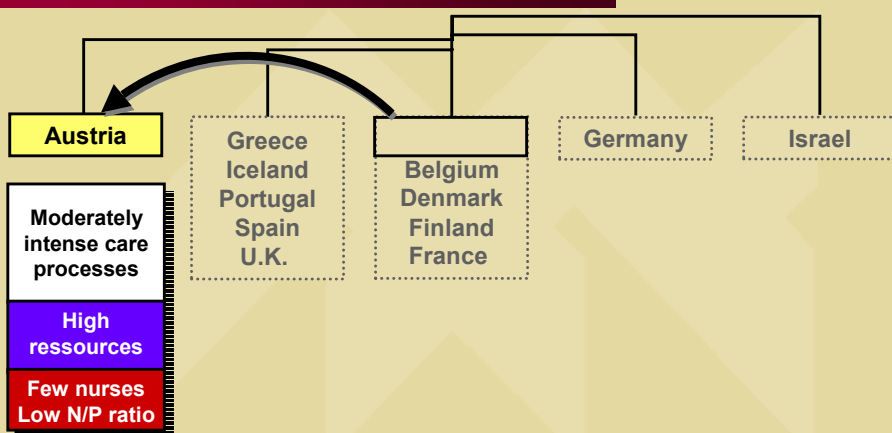 Austria
Greece
Iceland
Portugal
Spain
U.K.
Belgium
Denmark
Finland
France
Germany
Israel
Moderately
intense care
processes
High
ressources
Few nurses
Low N/P ratio